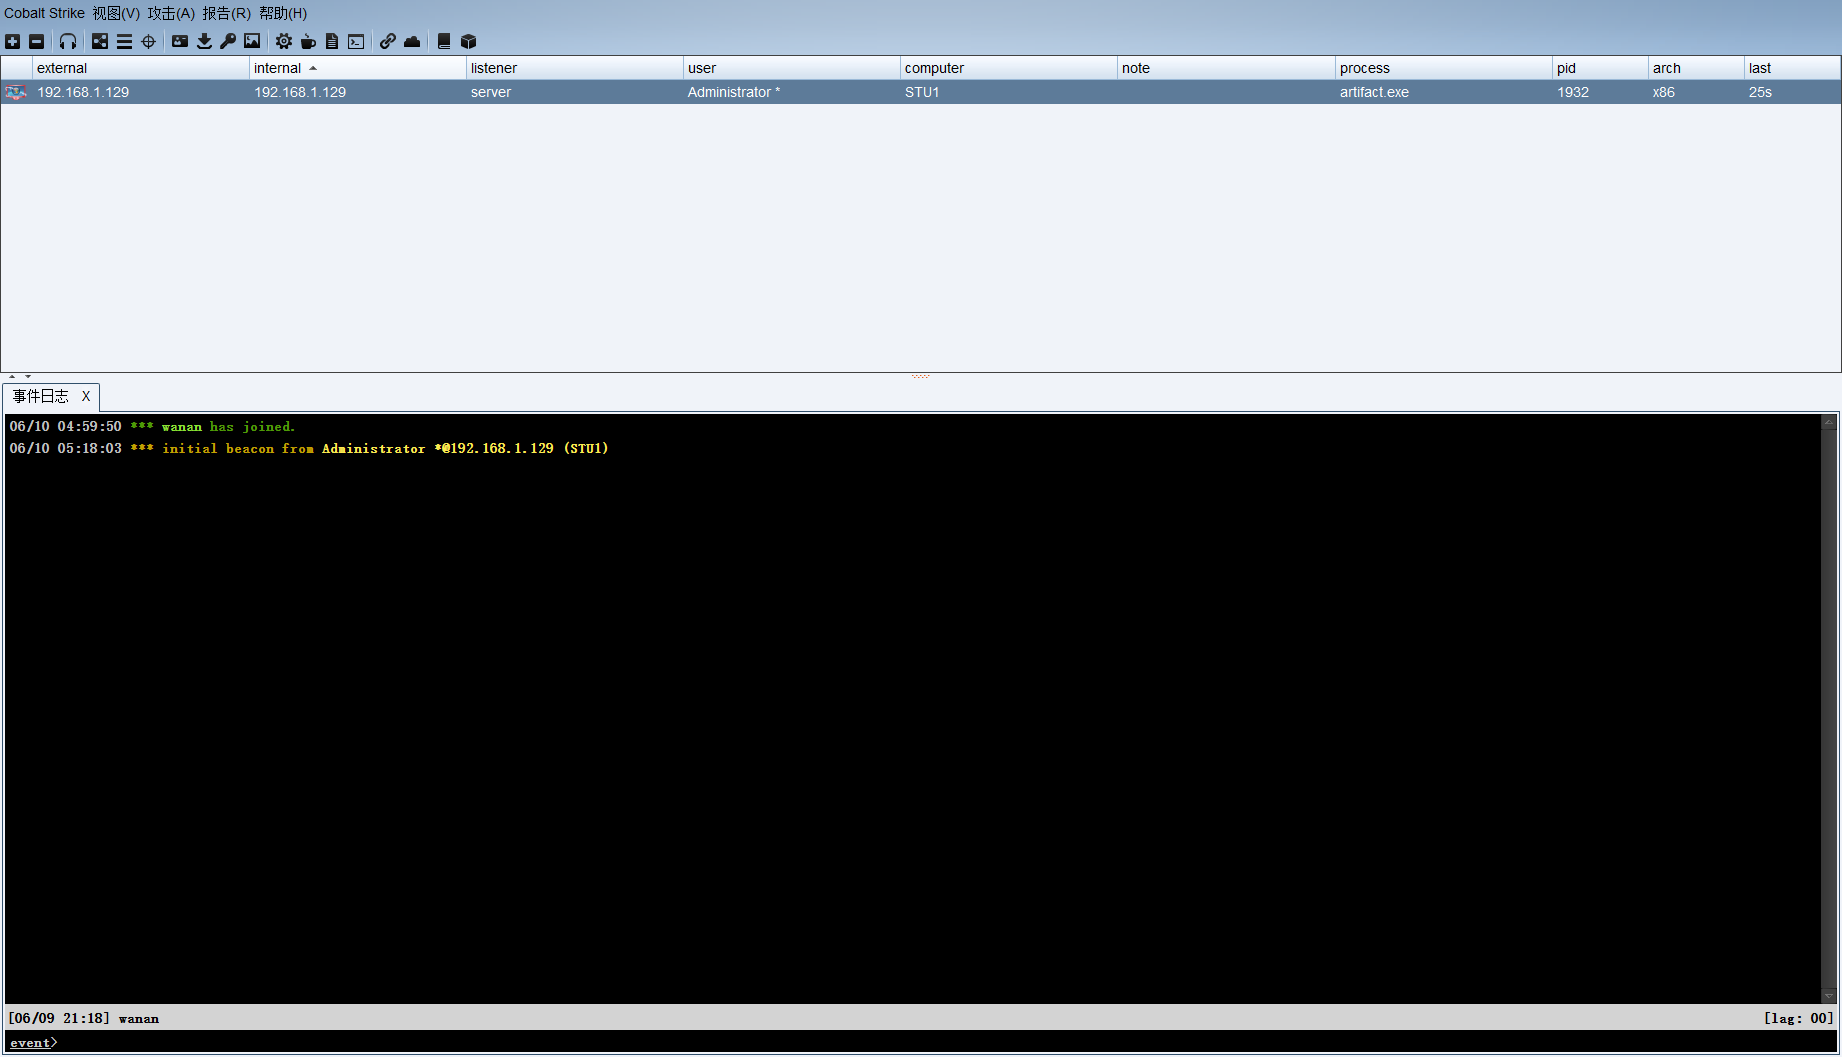 Cobalt Strike 视图(V) 攻击(A) 报告(R) 帮助(H)
external internal listener user computer note process pid arch last
192.168.1.129 192.168.1.129 server Administrator * STU1 artifact.exe 1932 x86 25s
事件日志 X
06/10 04:59:50 *** wanan has joined.
06/10 05:18:03 *** initial beacon from Administrator *@192.168.1.129 (STU1)
[06/09 21:18] wanan [lag: 00]
event>